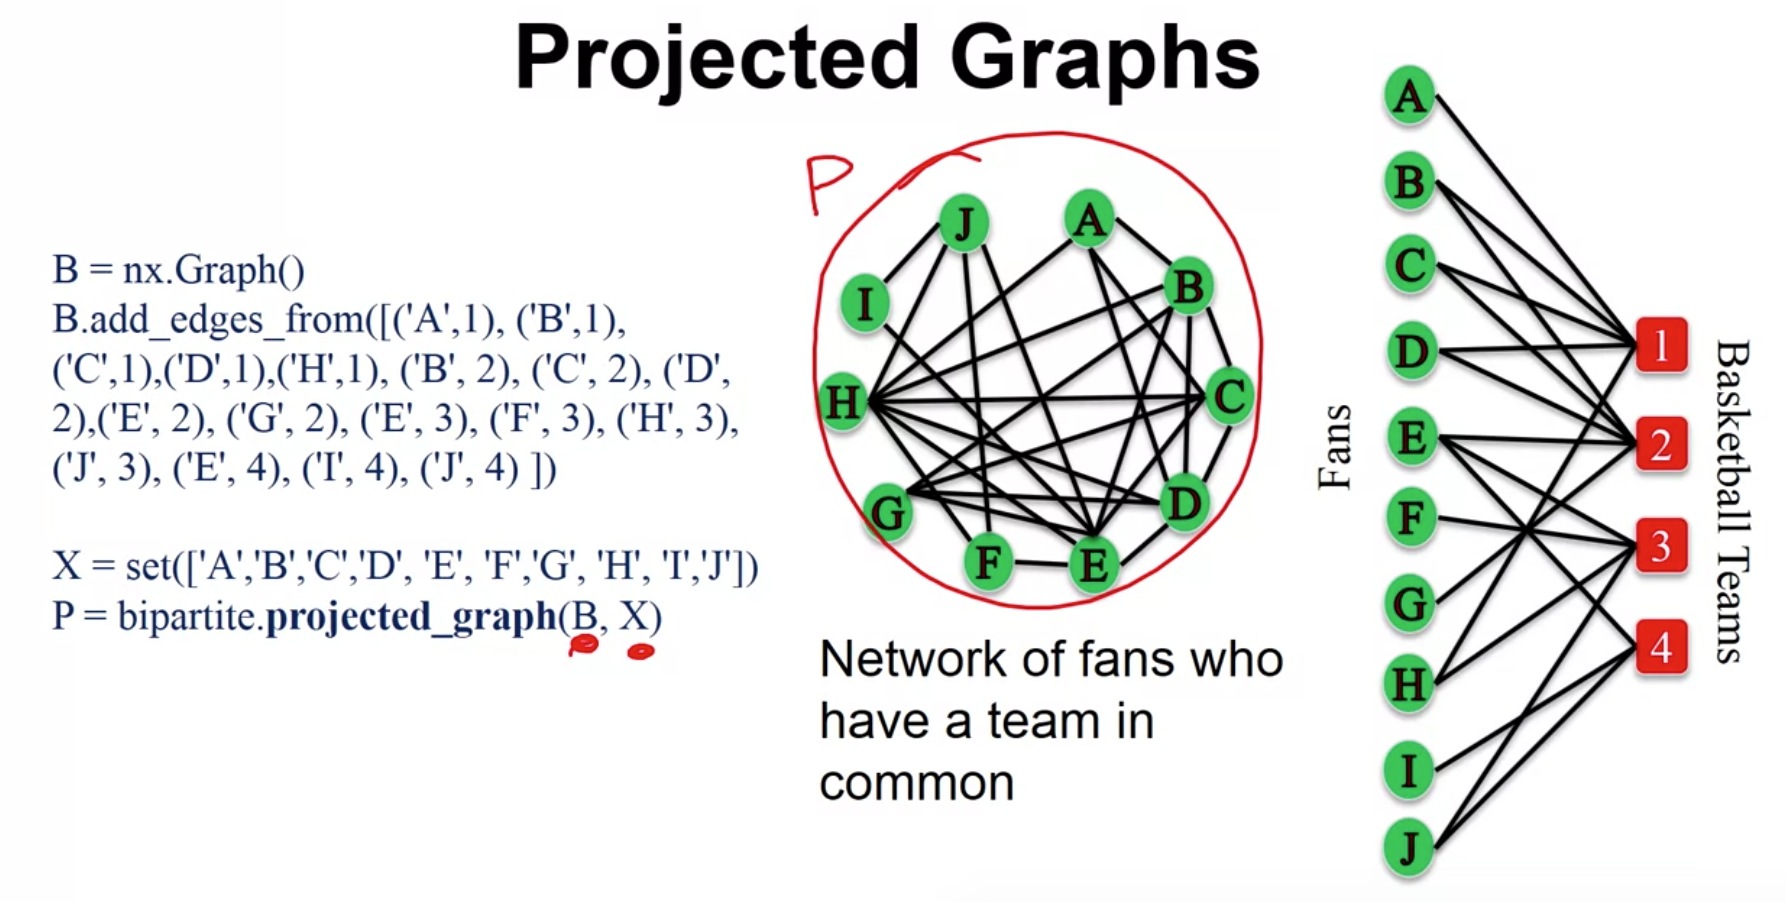 Projected Graphs
B = nx.Graph()
B.add_edges_from([('A',1), ('B',1),
('C',1),('D',1),('H',1), ('B', 2), ('C', 2), ('D',
2),('E', 2), ('G', 2), ('E', 3), ('F', 3), ('H', 3),
('J', 3), ('E', 4), ('I', 4), ('J', 4) ])
X = set(['A','B','C','D', 'E', 'F','G', 'H', 'I','J'])
P = bipartite.projected_graph(B, X)
P
J
A
I
B
H
C
G
D
F
E
Network of fans who
have a team in
common
Fans
A
B
C
D
E
F
G
H
I
J
1
2
3
4
Basketball Teams